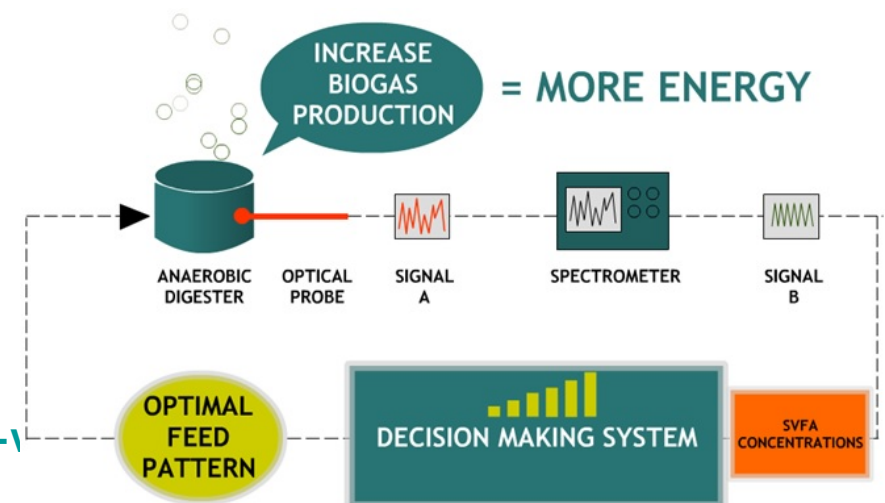 INCREASE
BIOGAS
PRODUCTION
= MORE ENERGY
ANAEROBIC
DIGESTER
OPTICAL
PROBE
SIGNAL
A
SPECTROMETER
SIGNAL
B
OPTIMAL
FEED
PATTERN
DECISION MAKING SYSTEM
SVFA
CONCENTRATIONS